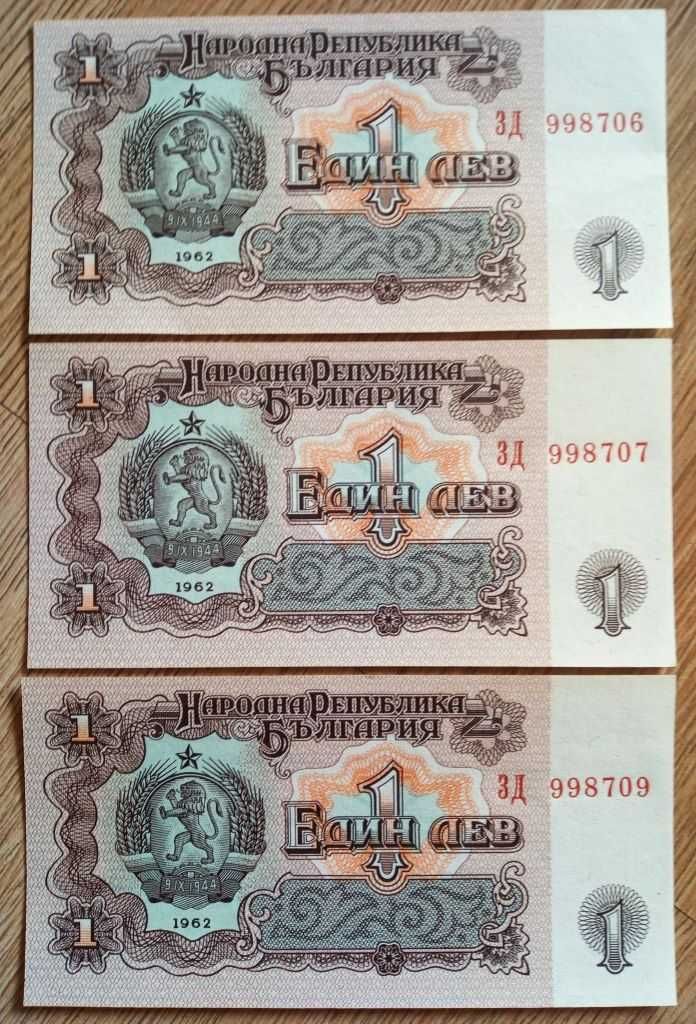 1
НАРОДНА РЕПУБЛИКА
БЪЛГАРИЯ
1
ЗД 998706
ЕДИН ЛЕВ
9.IX.1944
1 1962
1
НАРОДНА РЕПУБЛИКА
БЪЛГАРИЯ
1
ЗД 998707
ЕДИН ЛЕВ
9.IX.1944
1 1962
1
НАРОДНА РЕПУБЛИКА
БЪЛГАРИЯ
1
ЗД 998709
ЕДИН ЛЕВ
9.IX.1944
1 1962
1